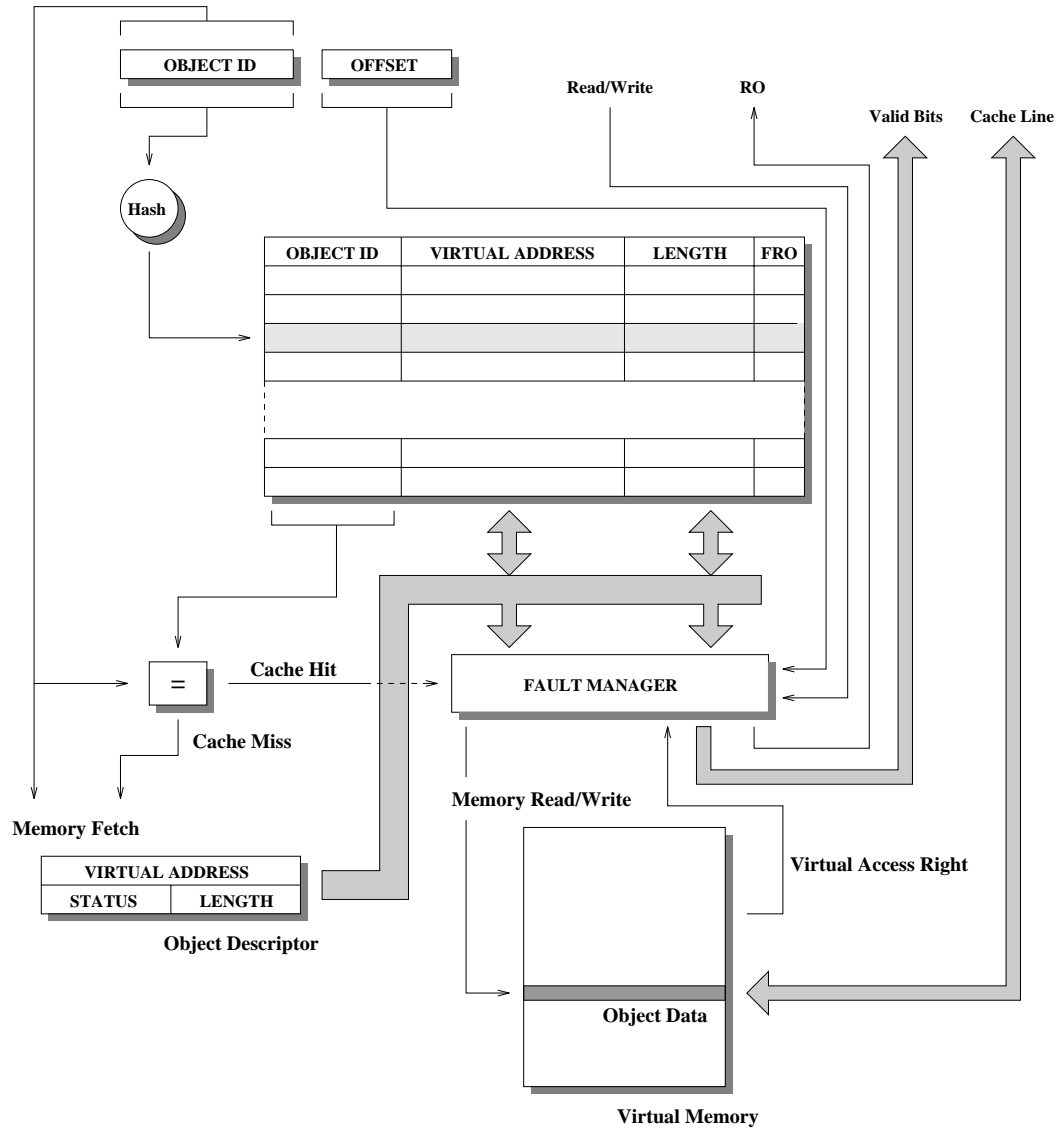 OBJECT ID
OFFSET
Read/Write
RO
Valid Bits
Cache Line
Hash
OBJECT ID
VIRTUAL ADDRESS
LENGTH
FRO
=
Cache Hit
FAULT MANAGER
Cache Miss
Memory Read/Write
Memory Fetch
VIRTUAL ADDRESS
STATUS
LENGTH
Virtual Access Right
Object Descriptor
Object Data
Virtual Memory